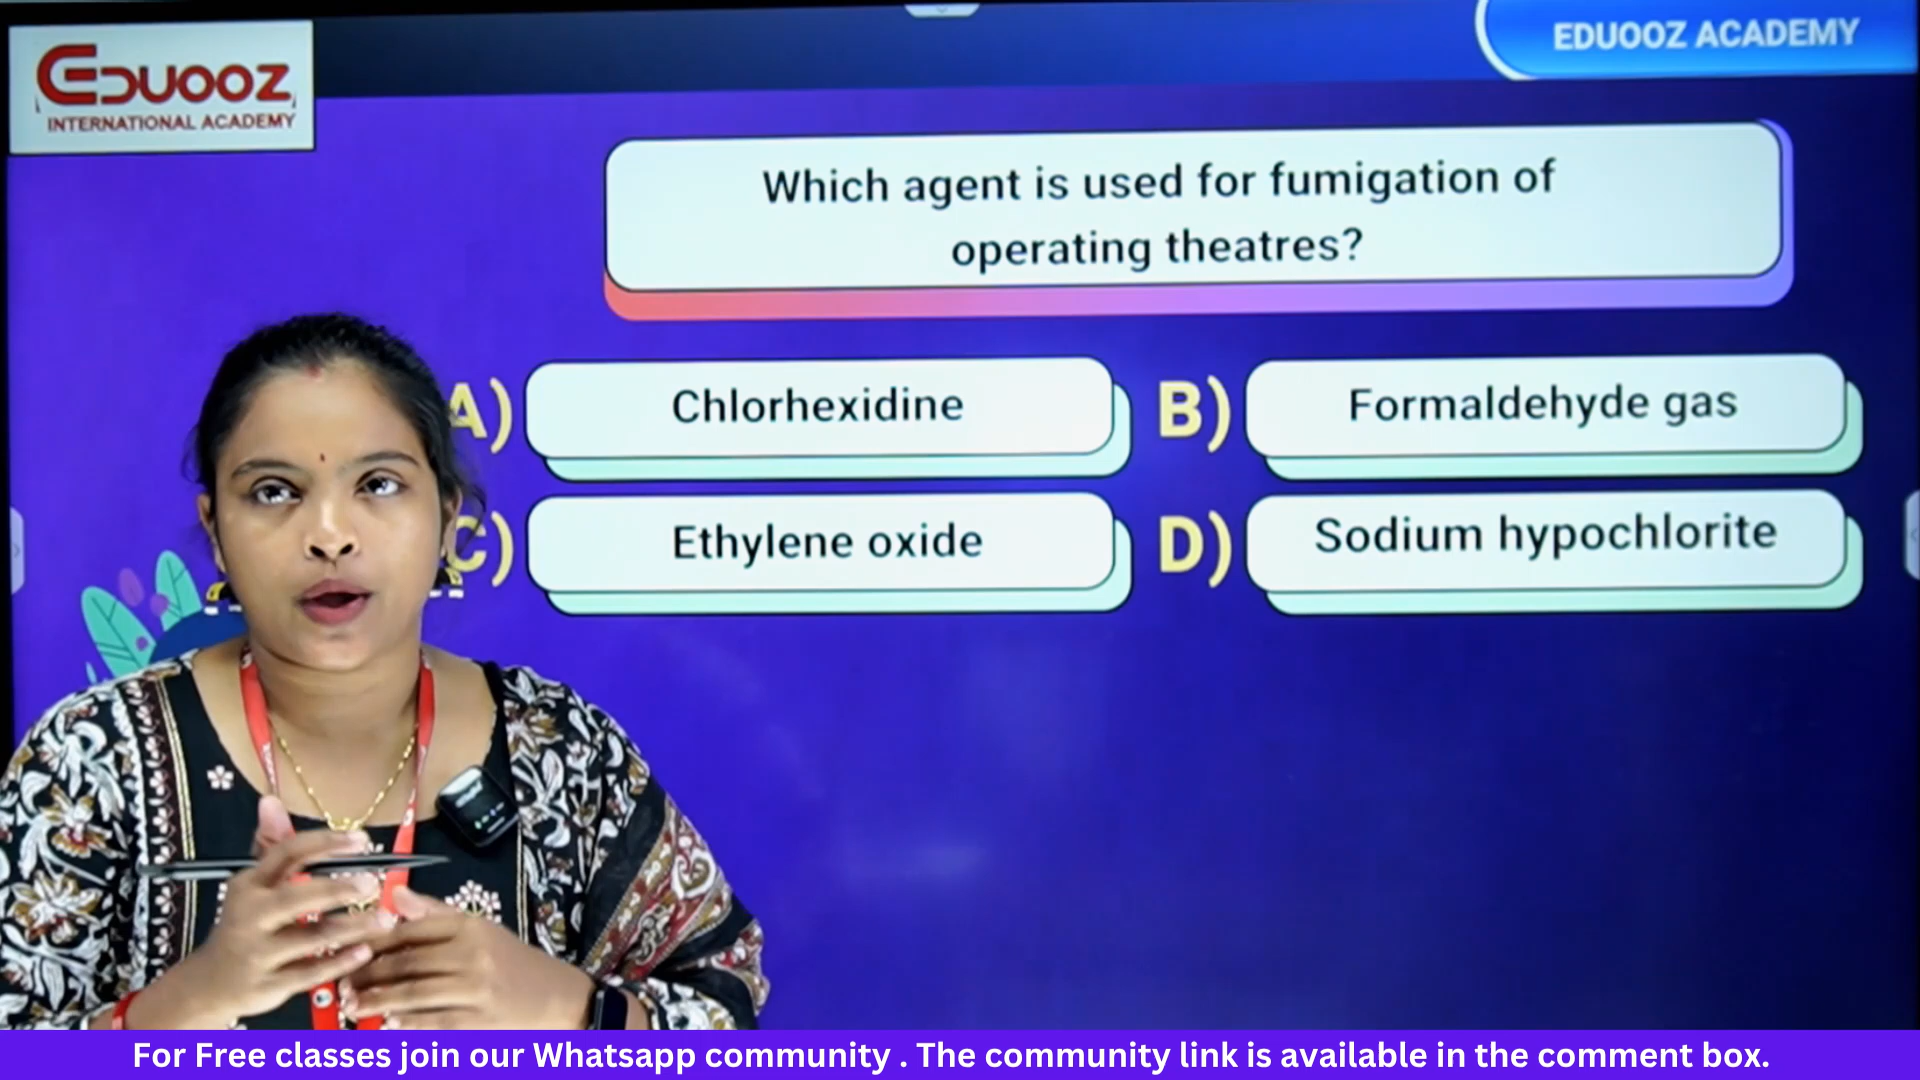 EDUOOZ
INTERNATIONAL ACADEMY
EDUOOZ ACADEMY
Which agent is used for fumigation of
operating theatres?
A) Chlorhexidine
B) Formaldehyde gas
C) Ethylene oxide
D) Sodium hypochlorite
For Free classes join our Whatsapp community . The community link is available in the comment box.